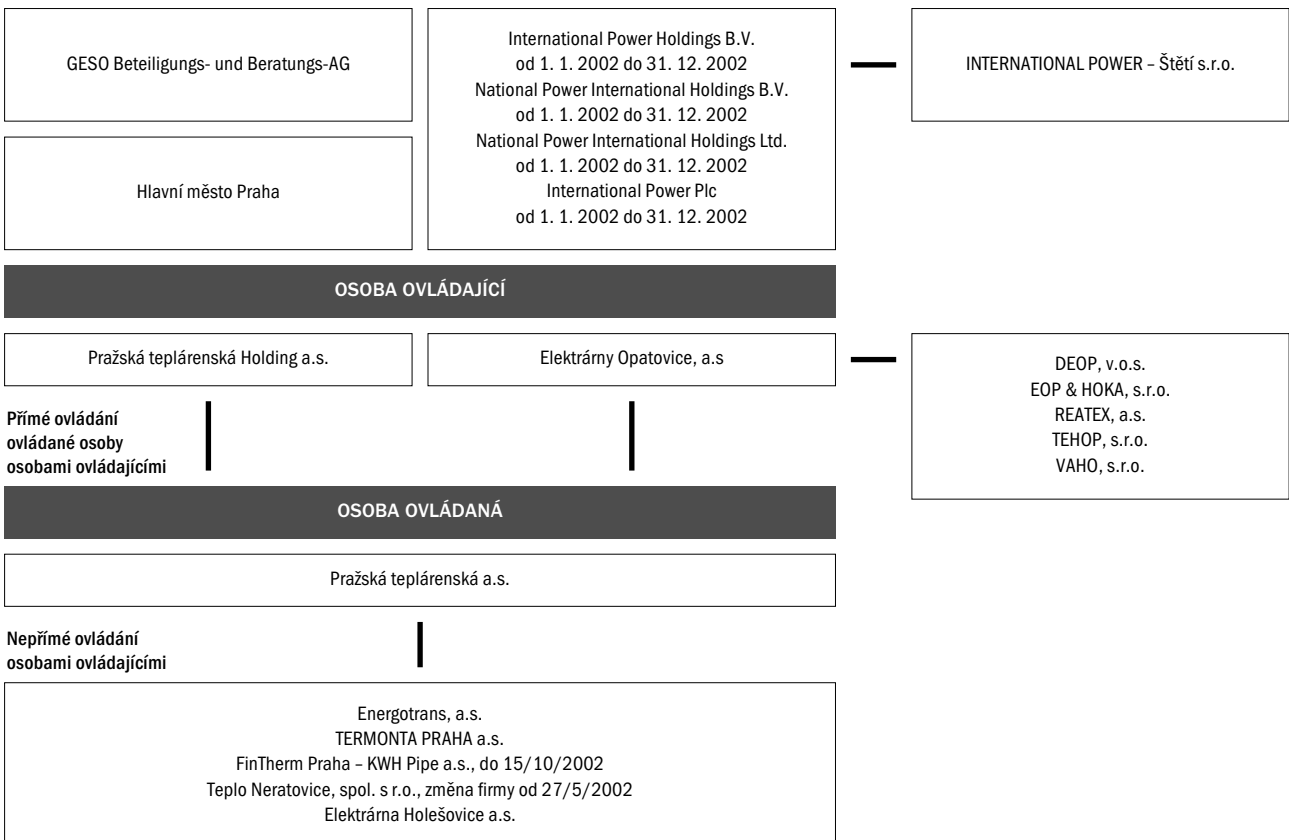 GESO Beteiligungs- und Beratungs-AG
Hlavní město Praha
International Power Holdings B.V.
od 1. 1. 2002 do 31. 12. 2002
National Power International Holdings B.V.
od 1. 1. 2002 do 31. 12. 2002
National Power International Holdings Ltd.
od 1. 1. 2002 do 31. 12. 2002
International Power Plc
od 1. 1. 2002 do 31. 12. 2002
INTERNATIONAL POWER – Štětí s.r.o.
OSOBA OVLÁDAJÍCÍ
Pražská teplárenská Holding a.s.
Elektrárny Opatovice, a.s
DEOP, v.o.s.
EOP & HOKA, s.r.o.
REATEX, a.s.
TEHOP, s.r.o.
VAHO, s.r.o.
Přímé ovládání
ovládané osoby
osobami ovládajícími
OSOBA OVLÁDANÁ
Pražská teplárenská a.s.
Nepřímé ovládání
osobami ovládajícími
Energotrans, a.s.
TERMONTA PRAHA a.s.
FinTherm Praha – KWH Pipe a.s., do 15/10/2002
Teplo Neratovice, spol. s r.o., změna firmy od 27/5/2002
Elektrárna Holešovice a.s.